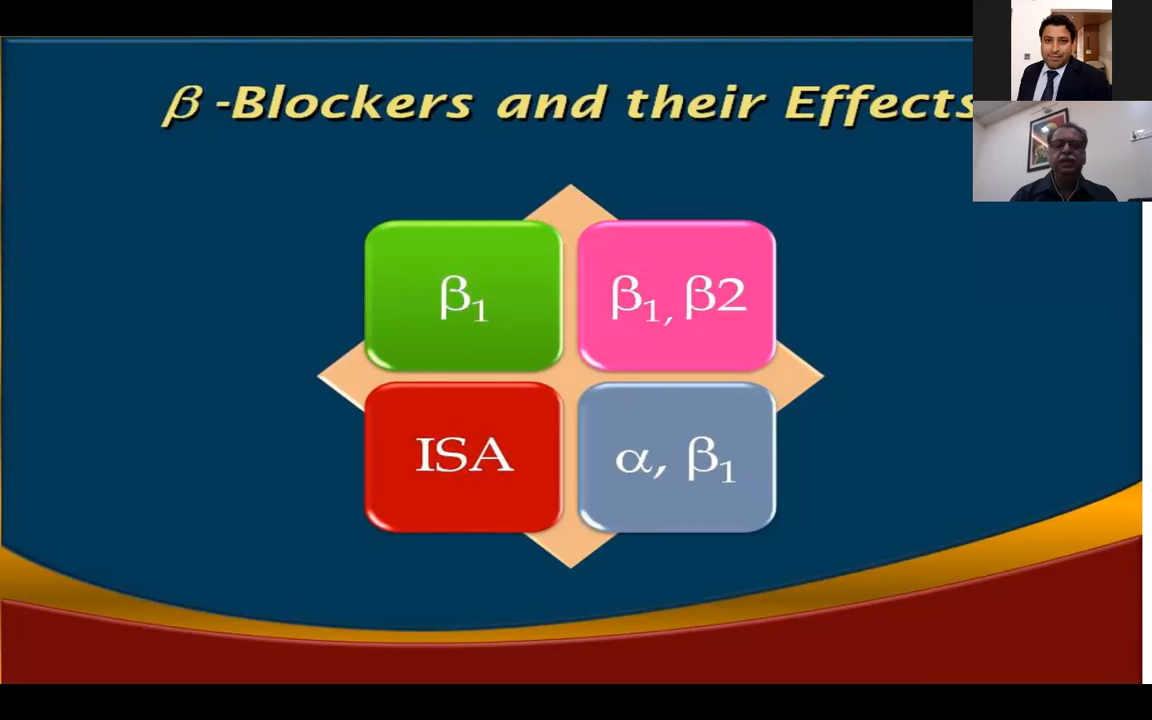 β -Blockers and their Effects
β₁
β₁, β2
ISA
α, β₁